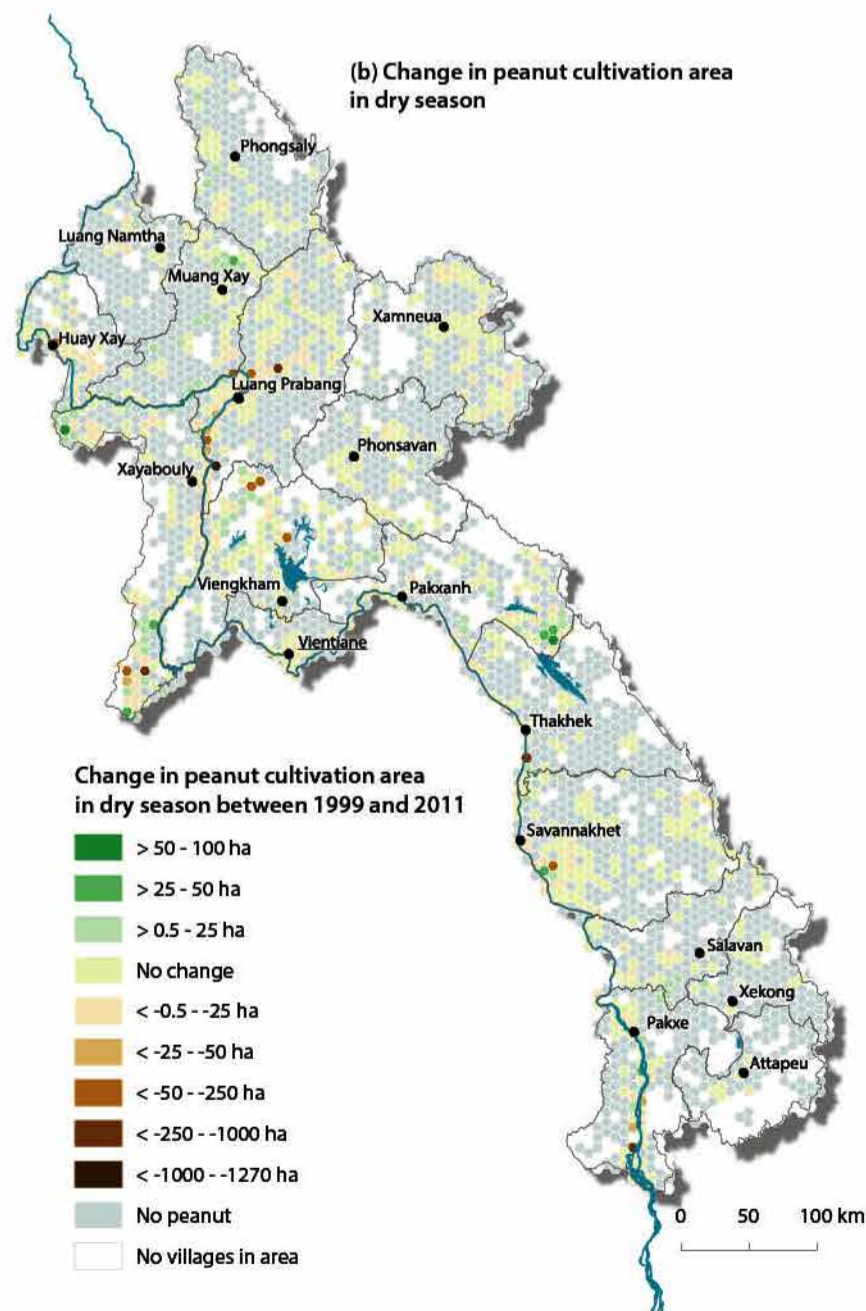 (b) Change in peanut cultivation area
in dry season
Phongsaly
Luang Namtha
Muang Xay
Xamneua
Huay Xay
Luang Prabang
Phonsavan
Xayabouly
Viengkham
Pakxanh
Vientiane
Thakhek
Change in peanut cultivation area
in dry season between 1999 and 2011
Savannakhet
> 50 - 100 ha
> 25 - 50 ha
> 0.5 - 25 ha
No change
< -0.5 - -25 ha
< -25 - -50 ha
< -50 - -250 ha
< -250 - -1000 ha
< -1000 - -1270 ha
No peanut
No villages in area
Salavan
Xekong
Pakxe
Attapeu
0 50 100 km